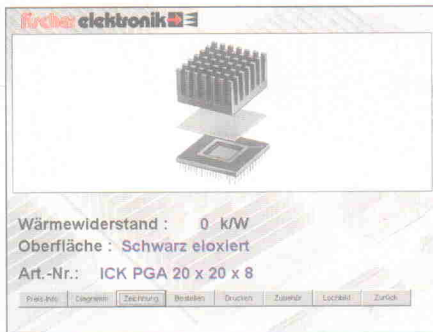 fischer elektronik
Wärmewiderstand : 0 k/W
Oberfläche : Schwarz eloxiert
Art.-Nr.: ICK PGA 20 x 20 x 8
Preis-Info Diagramm Zeichnung Bestellen Drucken Zubehör Lochbild Zurück